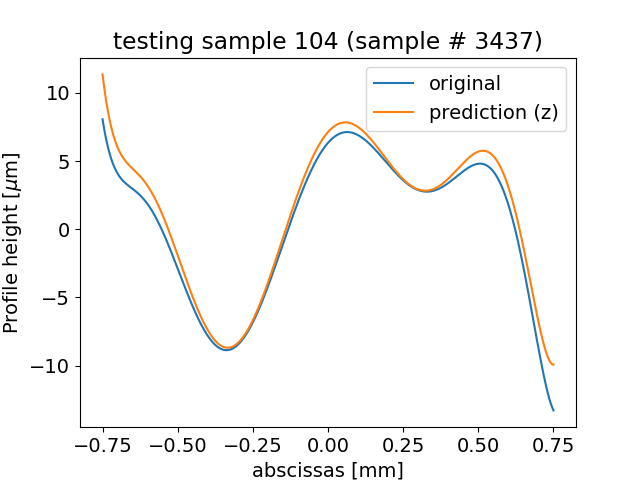 testing sample 104 (sample # 3437)
original
prediction (z)
10
5
0
−5
−10
Profile height [μm]
−0.75 −0.50 −0.25 0.00 0.25 0.50 0.75
abscissas [mm]